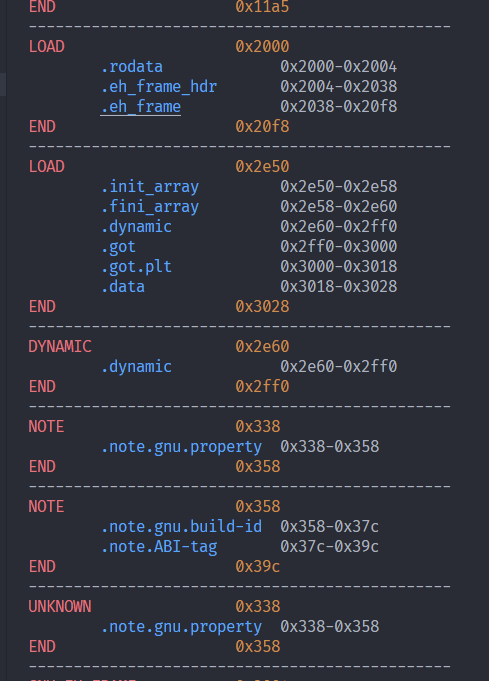 END 0x11a5
-----------------------------------------------
LOAD 0x2000
.rodata 0x2000-0x2004
.eh_frame_hdr 0x2004-0x2038
.eh_frame 0x2038-0x20f8
END 0x20f8
-----------------------------------------------
LOAD 0x2e50
.init_array 0x2e50-0x2e58
.fini_array 0x2e58-0x2e60
.dynamic 0x2e60-0x2ff0
.got 0x2ff0-0x3000
.got.plt 0x3000-0x3018
.data 0x3018-0x3028
END 0x3028
-----------------------------------------------
DYNAMIC 0x2e60
.dynamic 0x2e60-0x2ff0
END 0x2ff0
-----------------------------------------------
NOTE 0x338
.note.gnu.property 0x338-0x358
END 0x358
-----------------------------------------------
NOTE 0x358
.note.gnu.build-id 0x358-0x37c
.note.ABI-tag 0x37c-0x39c
END 0x39c
-----------------------------------------------
UNKNOWN 0x338
.note.gnu.property 0x338-0x358
END 0x358
-----------------------------------------------